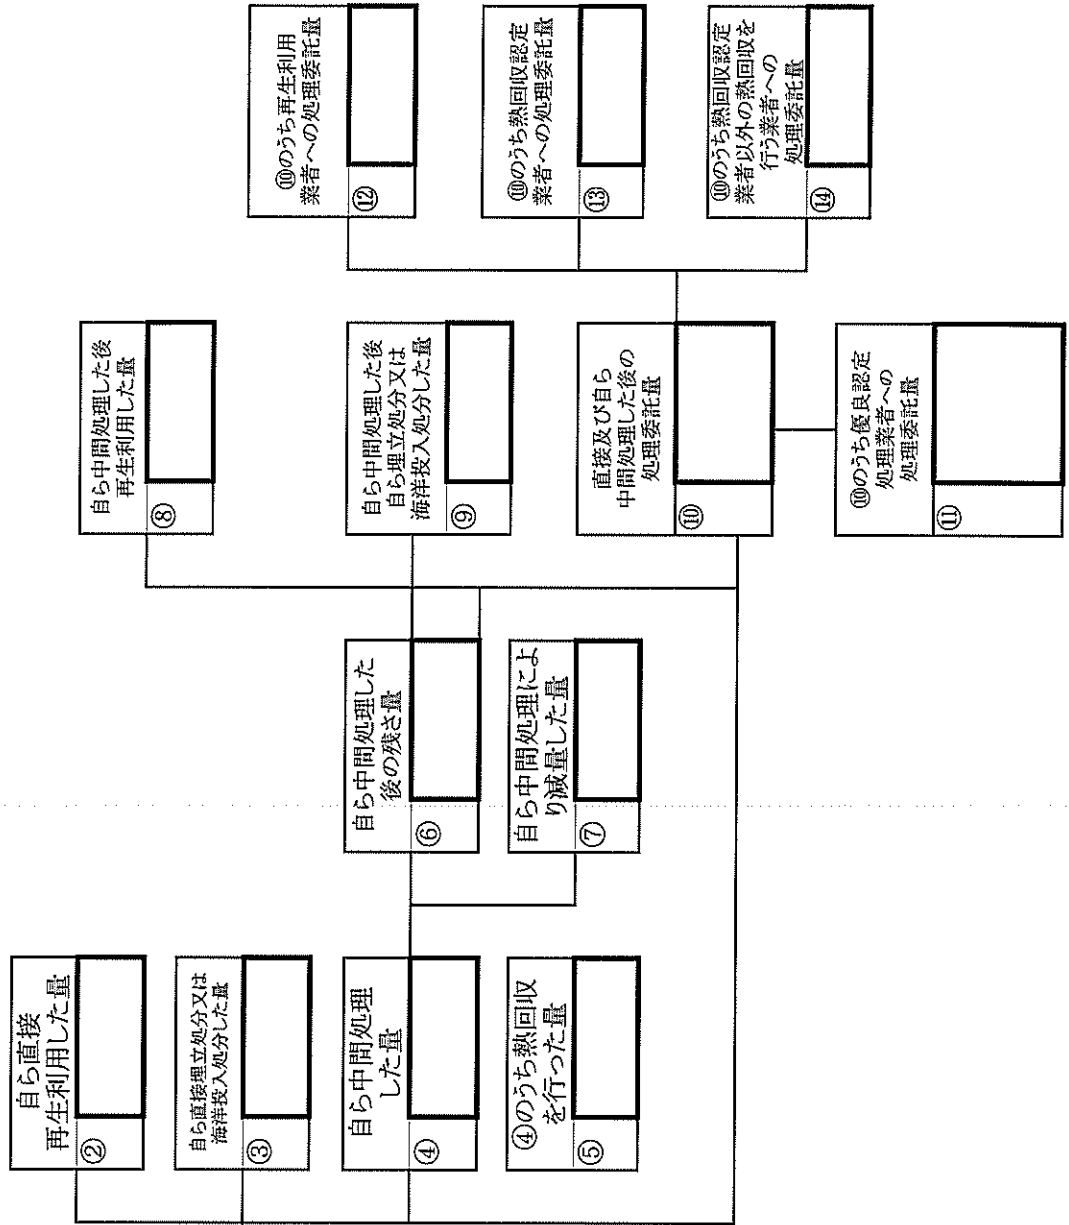 自ら直接
再生利用した量
②
自ら直接埋立処分又は
海洋投入処分した量
③
自ら中間処理
した量
④
④のうち熱回収
を行った量
⑤
自ら中間処理した
後の残さ量
⑥
自ら中間処理によ
り減量した量
⑦
自ら中間処理した後
再生利用した量
⑧
自ら中間処理した後
自ら埋立処分又は
海洋投入処分した量
⑨
直接及び自ら
中間処理した後の
処理委託量
⑩
⑩のうち優良認定
処理業者への
処理委託量
⑪
⑩のうち再生利用
業者への処理委託量
⑫
⑩のうち熱回収認定
業者への処理委託量
⑬
⑩のうち熱回収認定
業者以外の熱回収を
行う業者への
処理委託量
⑭